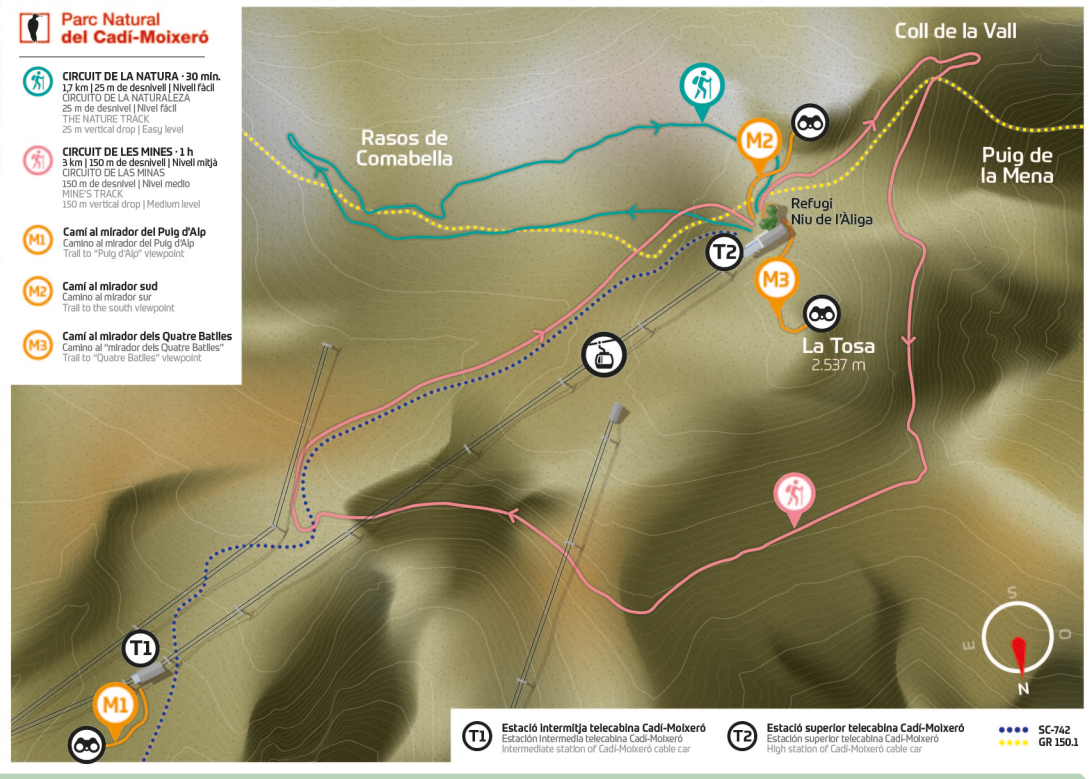 Parc Natural
del Cadí-Moixeró
CIRCUIT DE LA NATURA · 30 min.
1,7 km | 25 m de desnivell | Nivell fàcil
CIRCUITO DE LA NATURALEZA
25 m de desnivel | Nivel fácil
THE NATURE TRACK
25 m vertical drop | Easy level
CIRCUIT DE LES MINES · 1 h
3 km | 150 m de desnivell | Nivell mitjà
CIRCUITO DE LAS MINAS
150 m de desnivel | Nivel medio
MINE'S TRACK
150 m vertical drop | Medium level
M1
Camí al mirador del Puig d'Alp
Camino al mirador del Puig d'Alp
Trail to "Puig d'Alp" viewpoint
M2
Camí al mirador sud
Camino al mirador sur
Trail to the south viewpoint
M3
Camí al mirador dels Quatre Batlles
Camino al "mirador dels Quatre Batlles"
Trail to "Quatre Batlles" viewpoint
Coll de la Vall
Rasos de
Comabella
M2
Puig de
la Mena
Refugi
Niu de l'Àliga
T2
M3
La Tosa
2.537 m
T1
M1
S
E
O
N
T1
Estació intermitja telecabina Cadí-Moixeró
Estación intermedia telecabina Cadí-Moixeró
Intermediate station of Cadí-Moixeró cable car
T2
Estació superior telecabina Cadí-Moixeró
Estación superior telecabina Cadí-Moixeró
High station of Cadí-Moixeró cable car
SC-742
GR 150.1